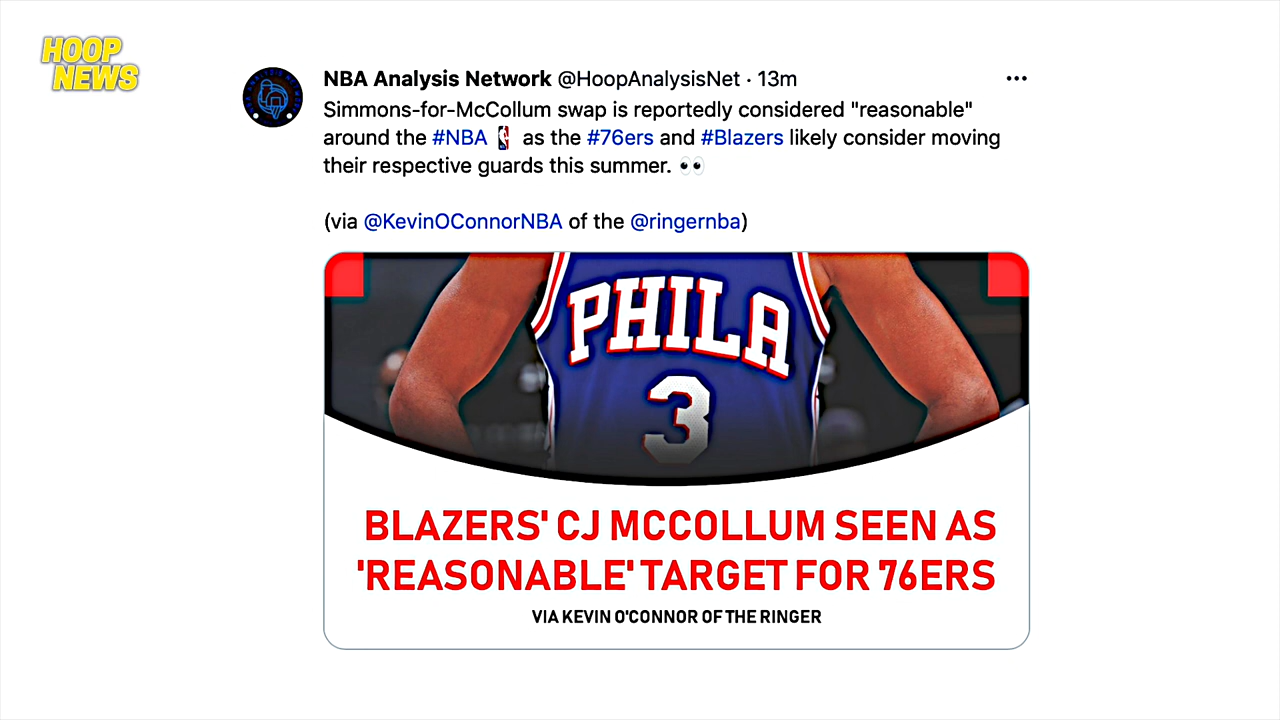 HOOP
NEWS
NBA Analysis Network @HoopAnalysisNet · 13m
Simmons-for-McCollum swap is reportedly considered "reasonable"
around the #NBA as the #76ers and #Blazers likely consider moving
their respective guards this summer. 👀
(via @KevinOConnorNBA of the @ringernba)
PHILA
3
BLAZERS' CJ MCCOLLUM SEEN AS
'REASONABLE' TARGET FOR 76ERS
VIA KEVIN O'CONNOR OF THE RINGER